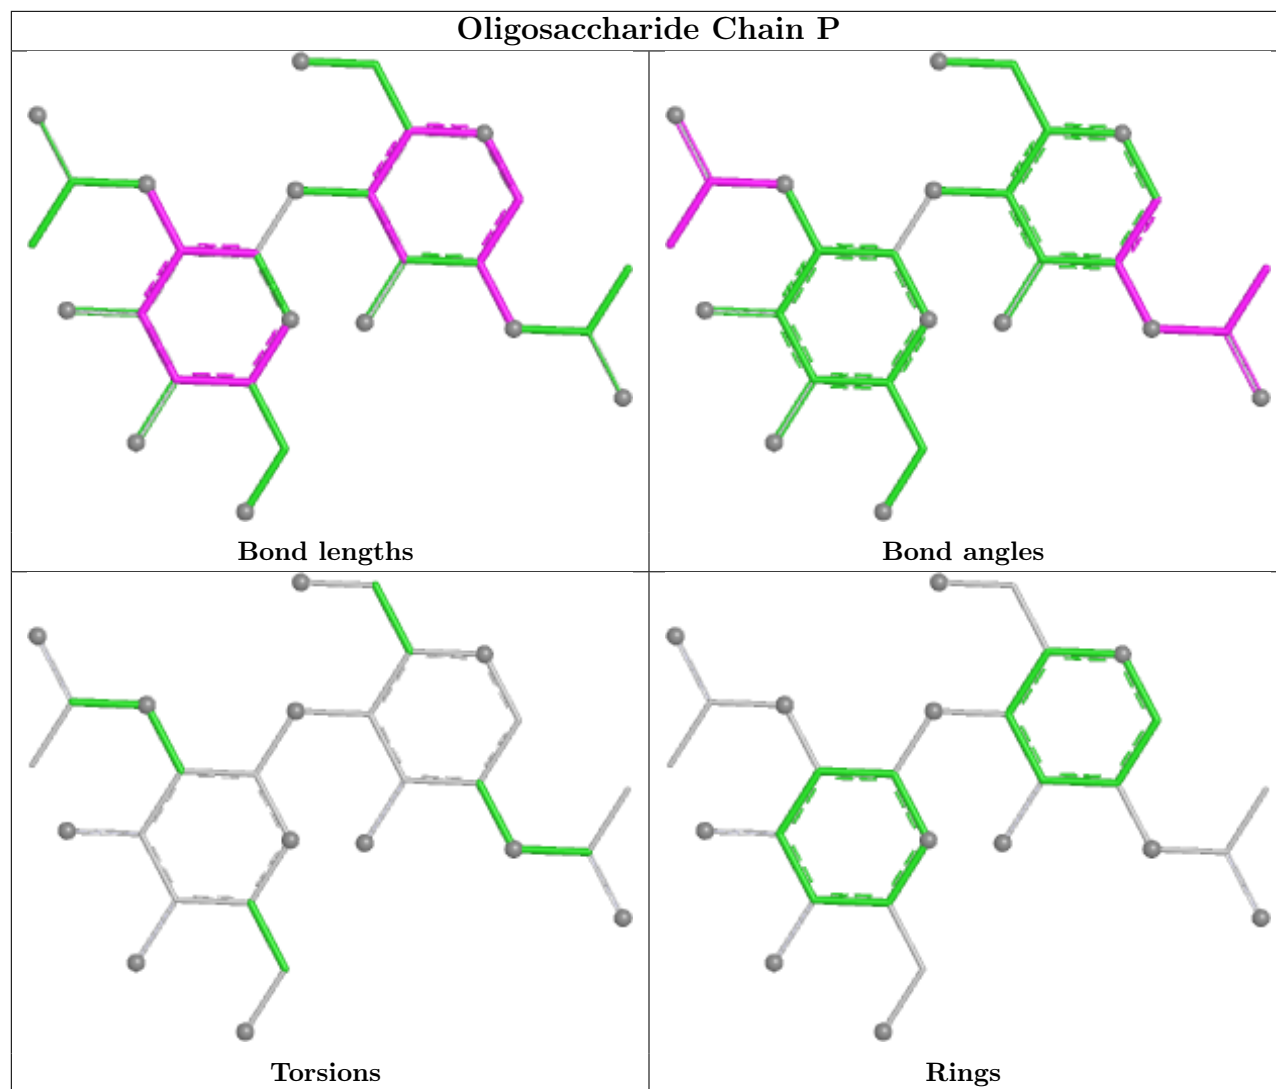 Oligosaccharide Chain P
Bond lengths
Bond angles
Torsions
Rings